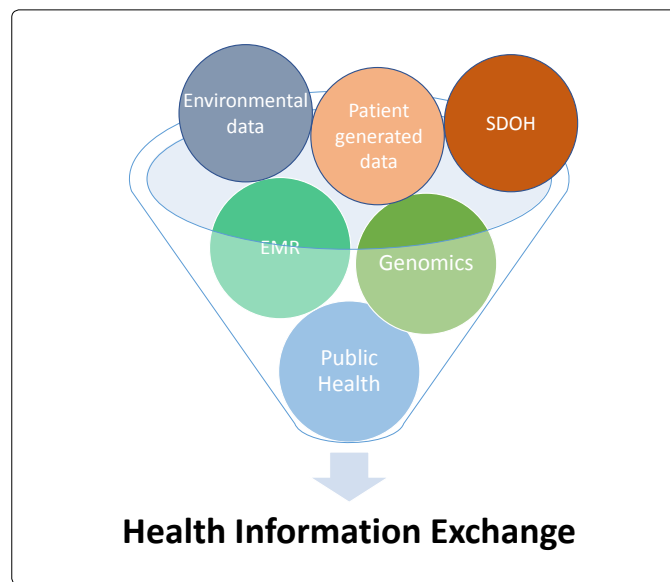 Environmental
data
Patient
generated
data
SDOH
EMR
Genomics
Public
Health
Health Information Exchange